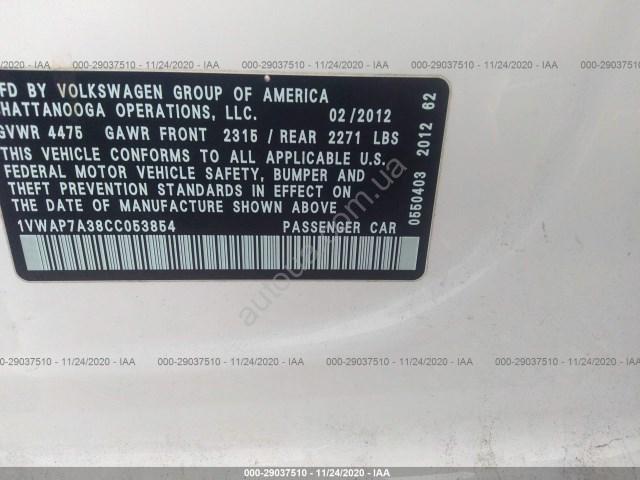 000-29037510 - 11/24/2020 - IAA
FD BY VOLKSWAGEN GROUP OF AMERICA
HATTANOOGA OPERATIONS, LLC. 02/2012
GVWR 4475 GAWR FRONT 2315 / REAR 2271 LBS
THIS VEHICLE CONFORMS TO ALL APPLICABLE U.S.
FEDERAL MOTOR VEHICLE SAFETY, BUMPER AND
THEFT PREVENTION STANDARDS IN EFFECT ON
THE DATE OF MANUFACTURE SHOWN ABOVE
1VWAP7A38CC053854 PASSENGER CAR
0550403 2012 62
autoua.com.ua
000-29037510 - 11/24/2020 - IAA
000-29037510 - 11/24/2020 - IAA